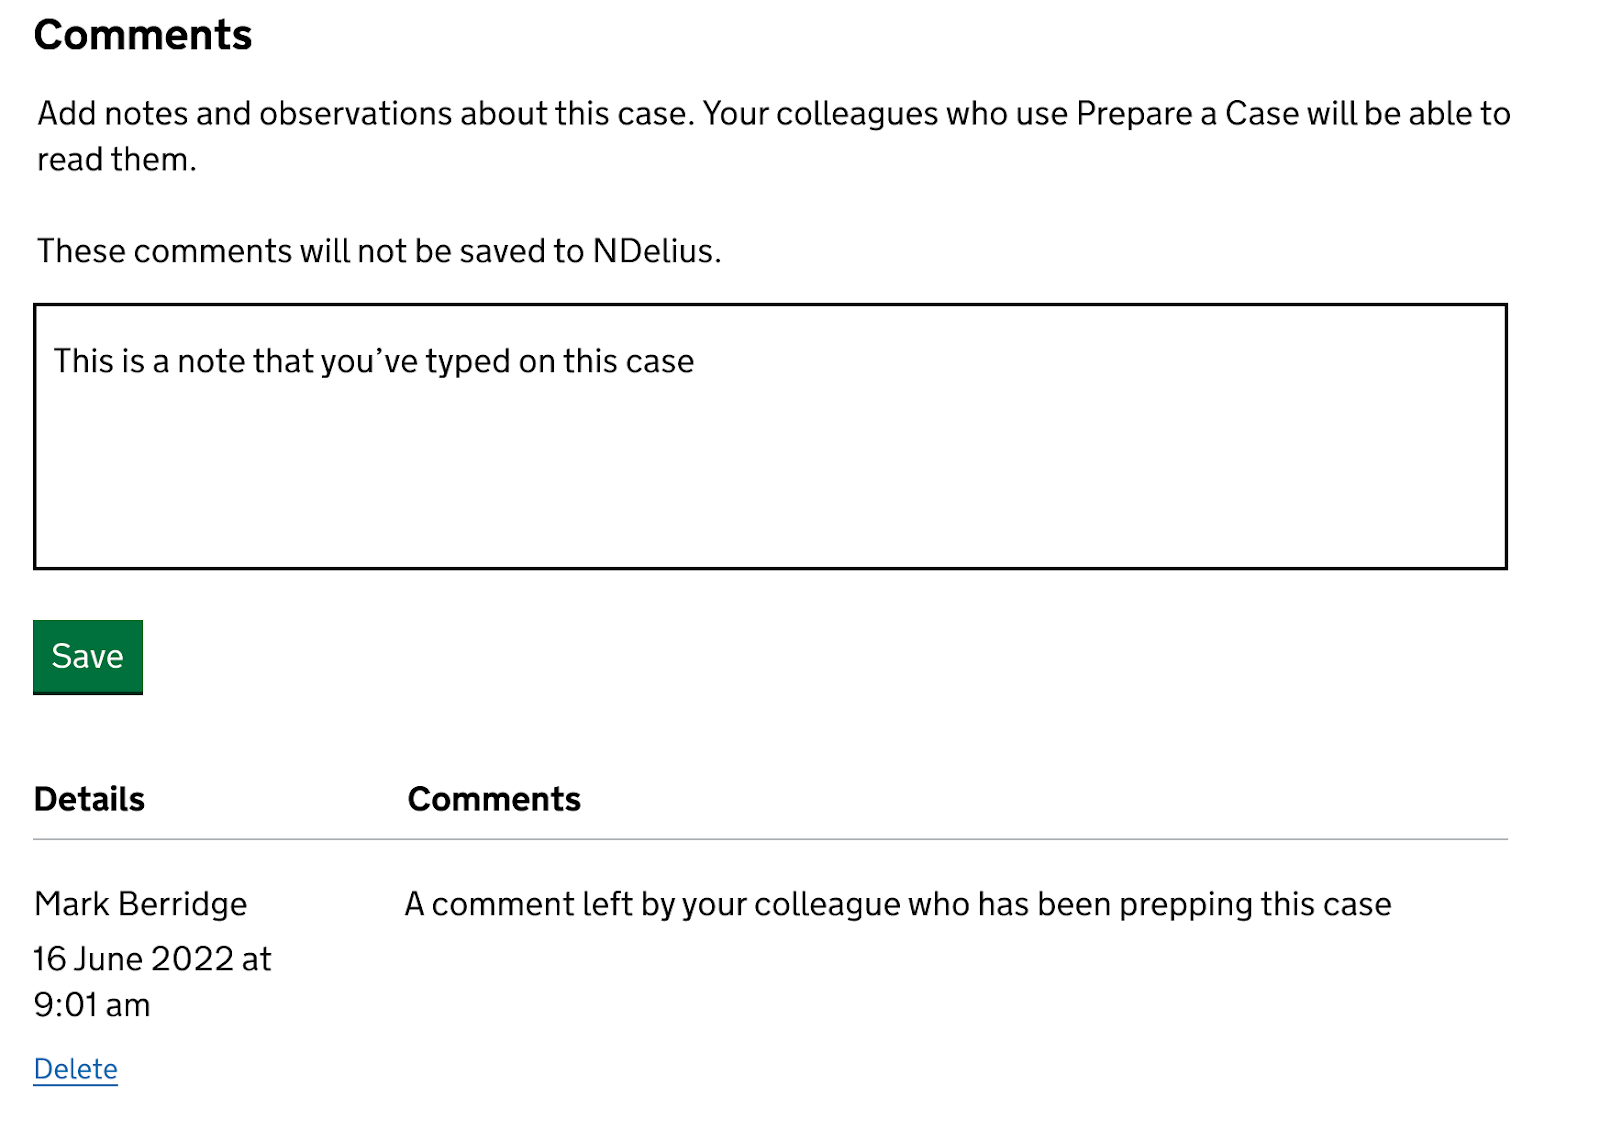 Comments
Add notes and observations about this case. Your colleagues who use Prepare a Case will be able to
read them.
These comments will not be saved to NDelius.
This is a note that you’ve typed on this case
Save
Details Comments
Mark Berridge A comment left by your colleague who has been prepping this case
16 June 2022 at
9:01 am
Delete